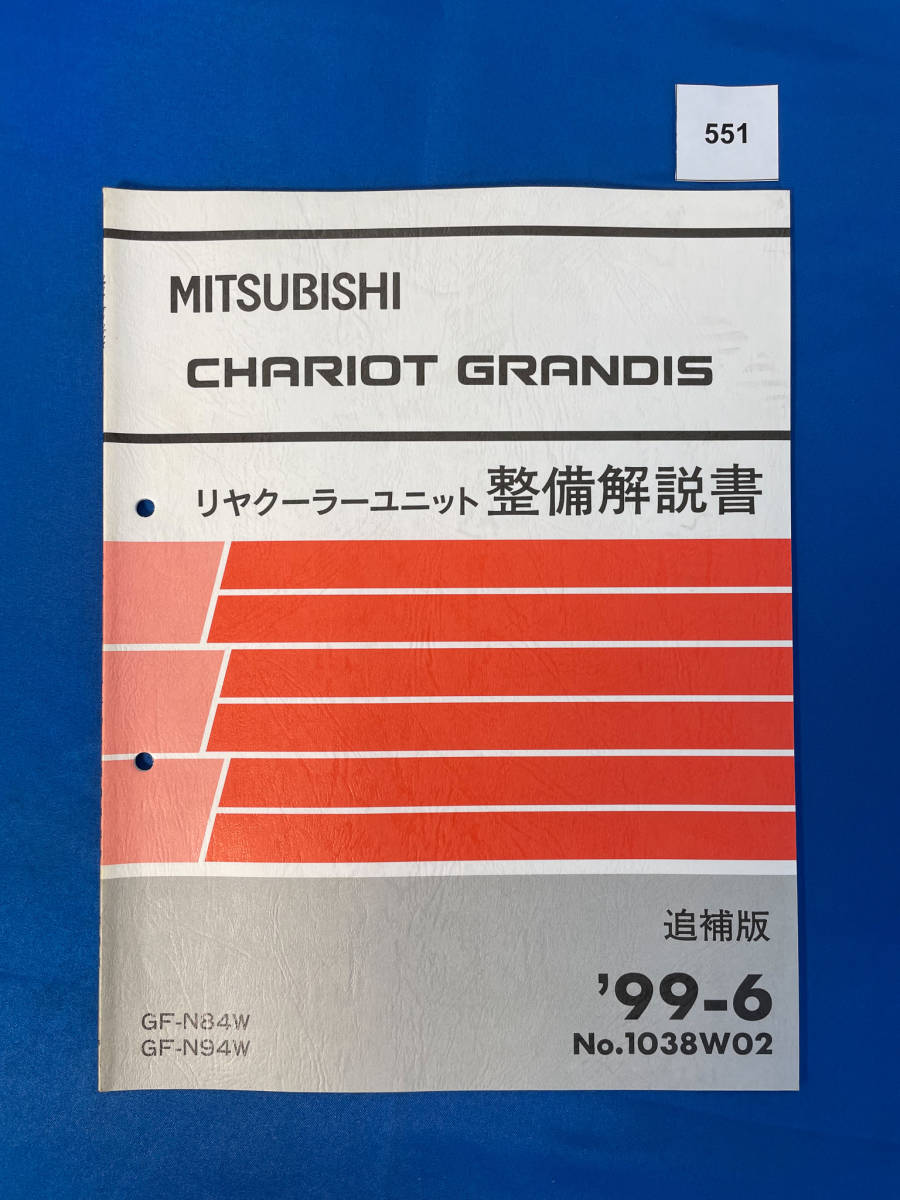 551
MITSUBISHI
CHARIOT GRANDIS
リヤクーラーユニット 整備解説書
追補版
'99-6
No.1038W02
GF-N84W
GF-N94W